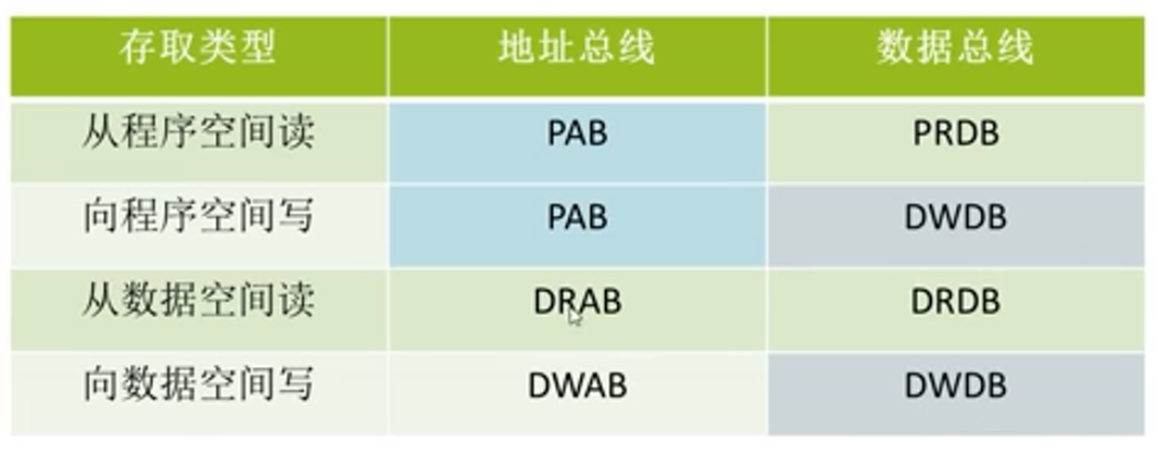 存取类型 地址总线 数据总线
从程序空间读 PAB PRDB
向程序空间写 PAB DWDB
从数据空间读 DRAB DRDB
向数据空间写 DWAB DWDB